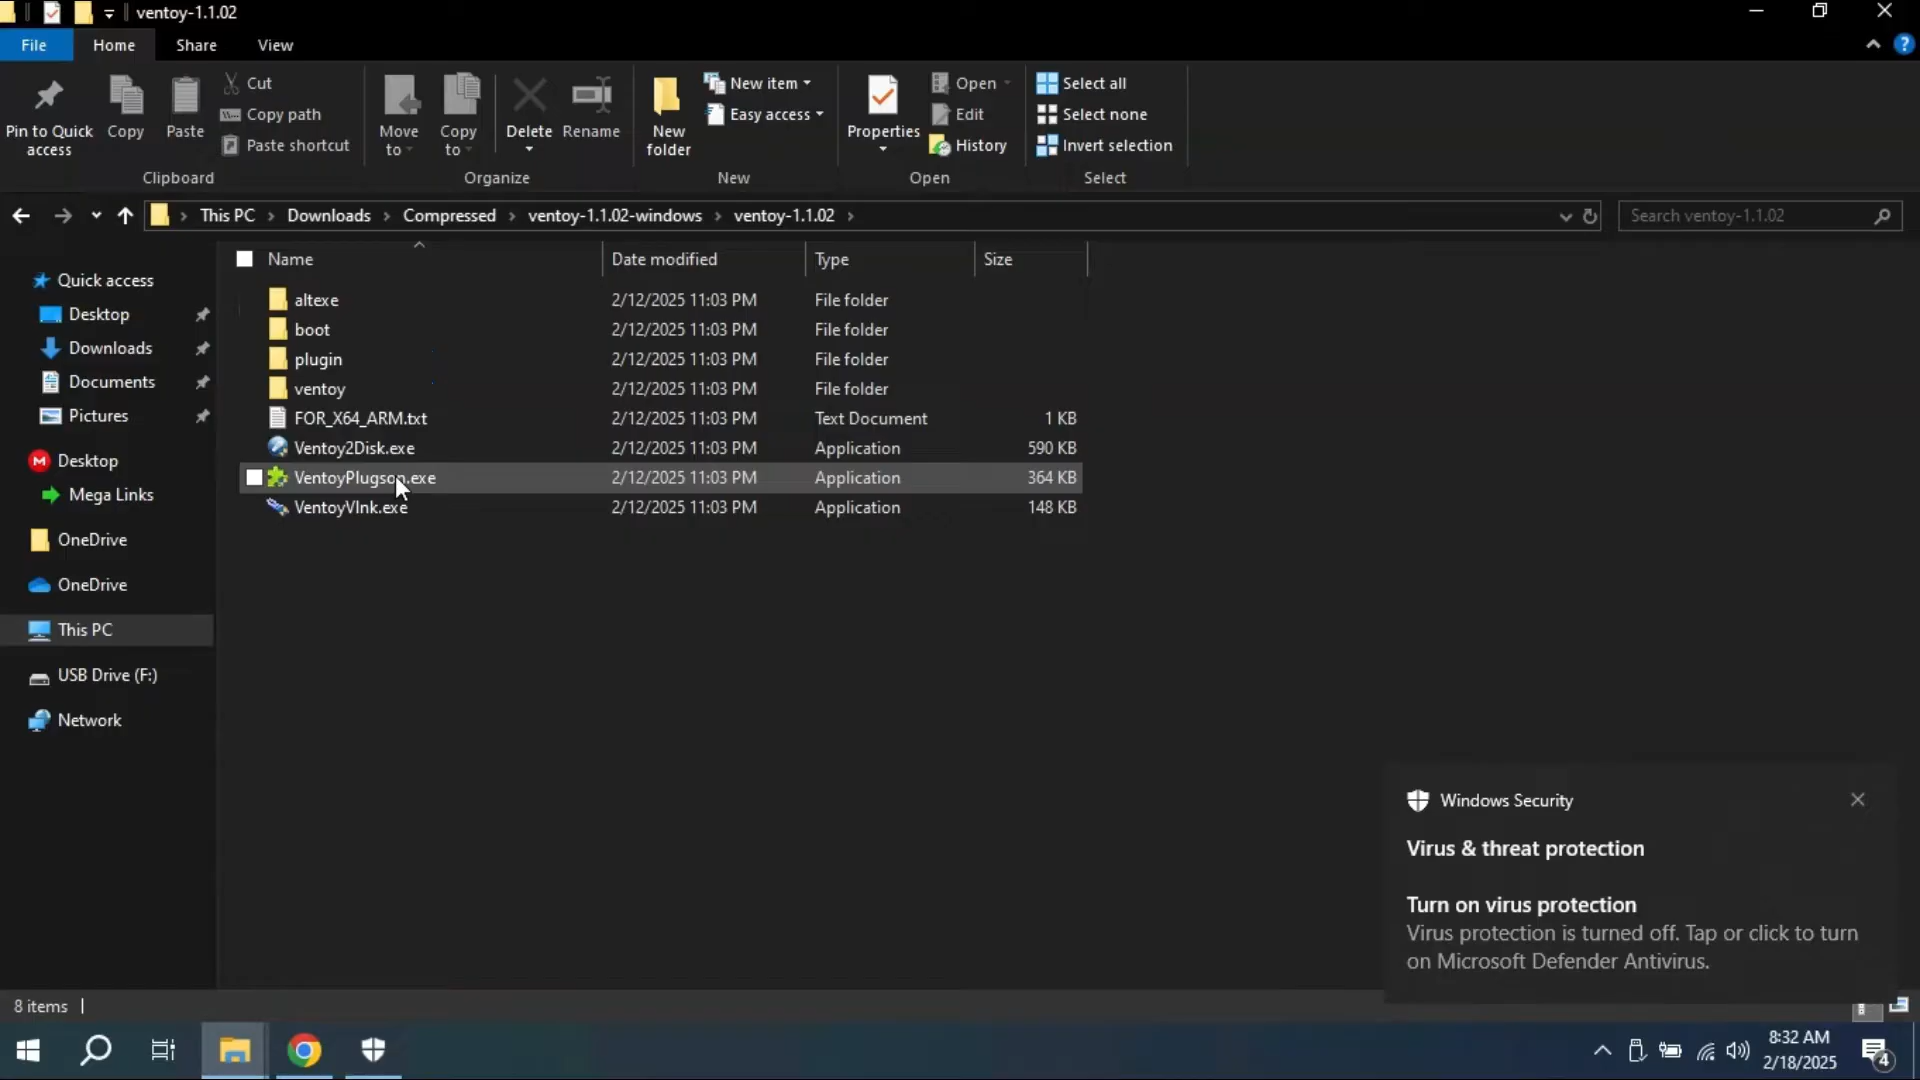 ventoy-1.1.02
File Home Share View
Pin to Quick access
Copy
Paste
Cut
Copy path
Paste shortcut
Move to
Copy to
Delete
Rename
New folder
New item
Easy access
Properties
Open
Edit
History
Select all
Select none
Invert selection
Clipboard Organize New Open Select
This PC > Downloads > Compressed > ventoy-1.1.02-windows > ventoy-1.1.02 >
Search ventoy-1.1.02
Name Date modified Type Size
altexe 2/12/2025 11:03 PM File folder
boot 2/12/2025 11:03 PM File folder
plugin 2/12/2025 11:03 PM File folder
ventoy 2/12/2025 11:03 PM File folder
FOR_X64_ARM.txt 2/12/2025 11:03 PM Text Document 1 KB
Ventoy2Disk.exe 2/12/2025 11:03 PM Application 590 KB
VentoyPlugson.exe 2/12/2025 11:03 PM Application 364 KB
VentoyVlnk.exe 2/12/2025 11:03 PM Application 148 KB
Quick access
Desktop
Downloads
Documents
Pictures
M Desktop
Mega Links
OneDrive
OneDrive
This PC
USB Drive (F:)
Network
Windows Security
Virus & threat protection
Turn on virus protection
Virus protection is turned off. Tap or click to turn
on Microsoft Defender Antivirus.
8 items
8:32 AM
2/18/2025
4